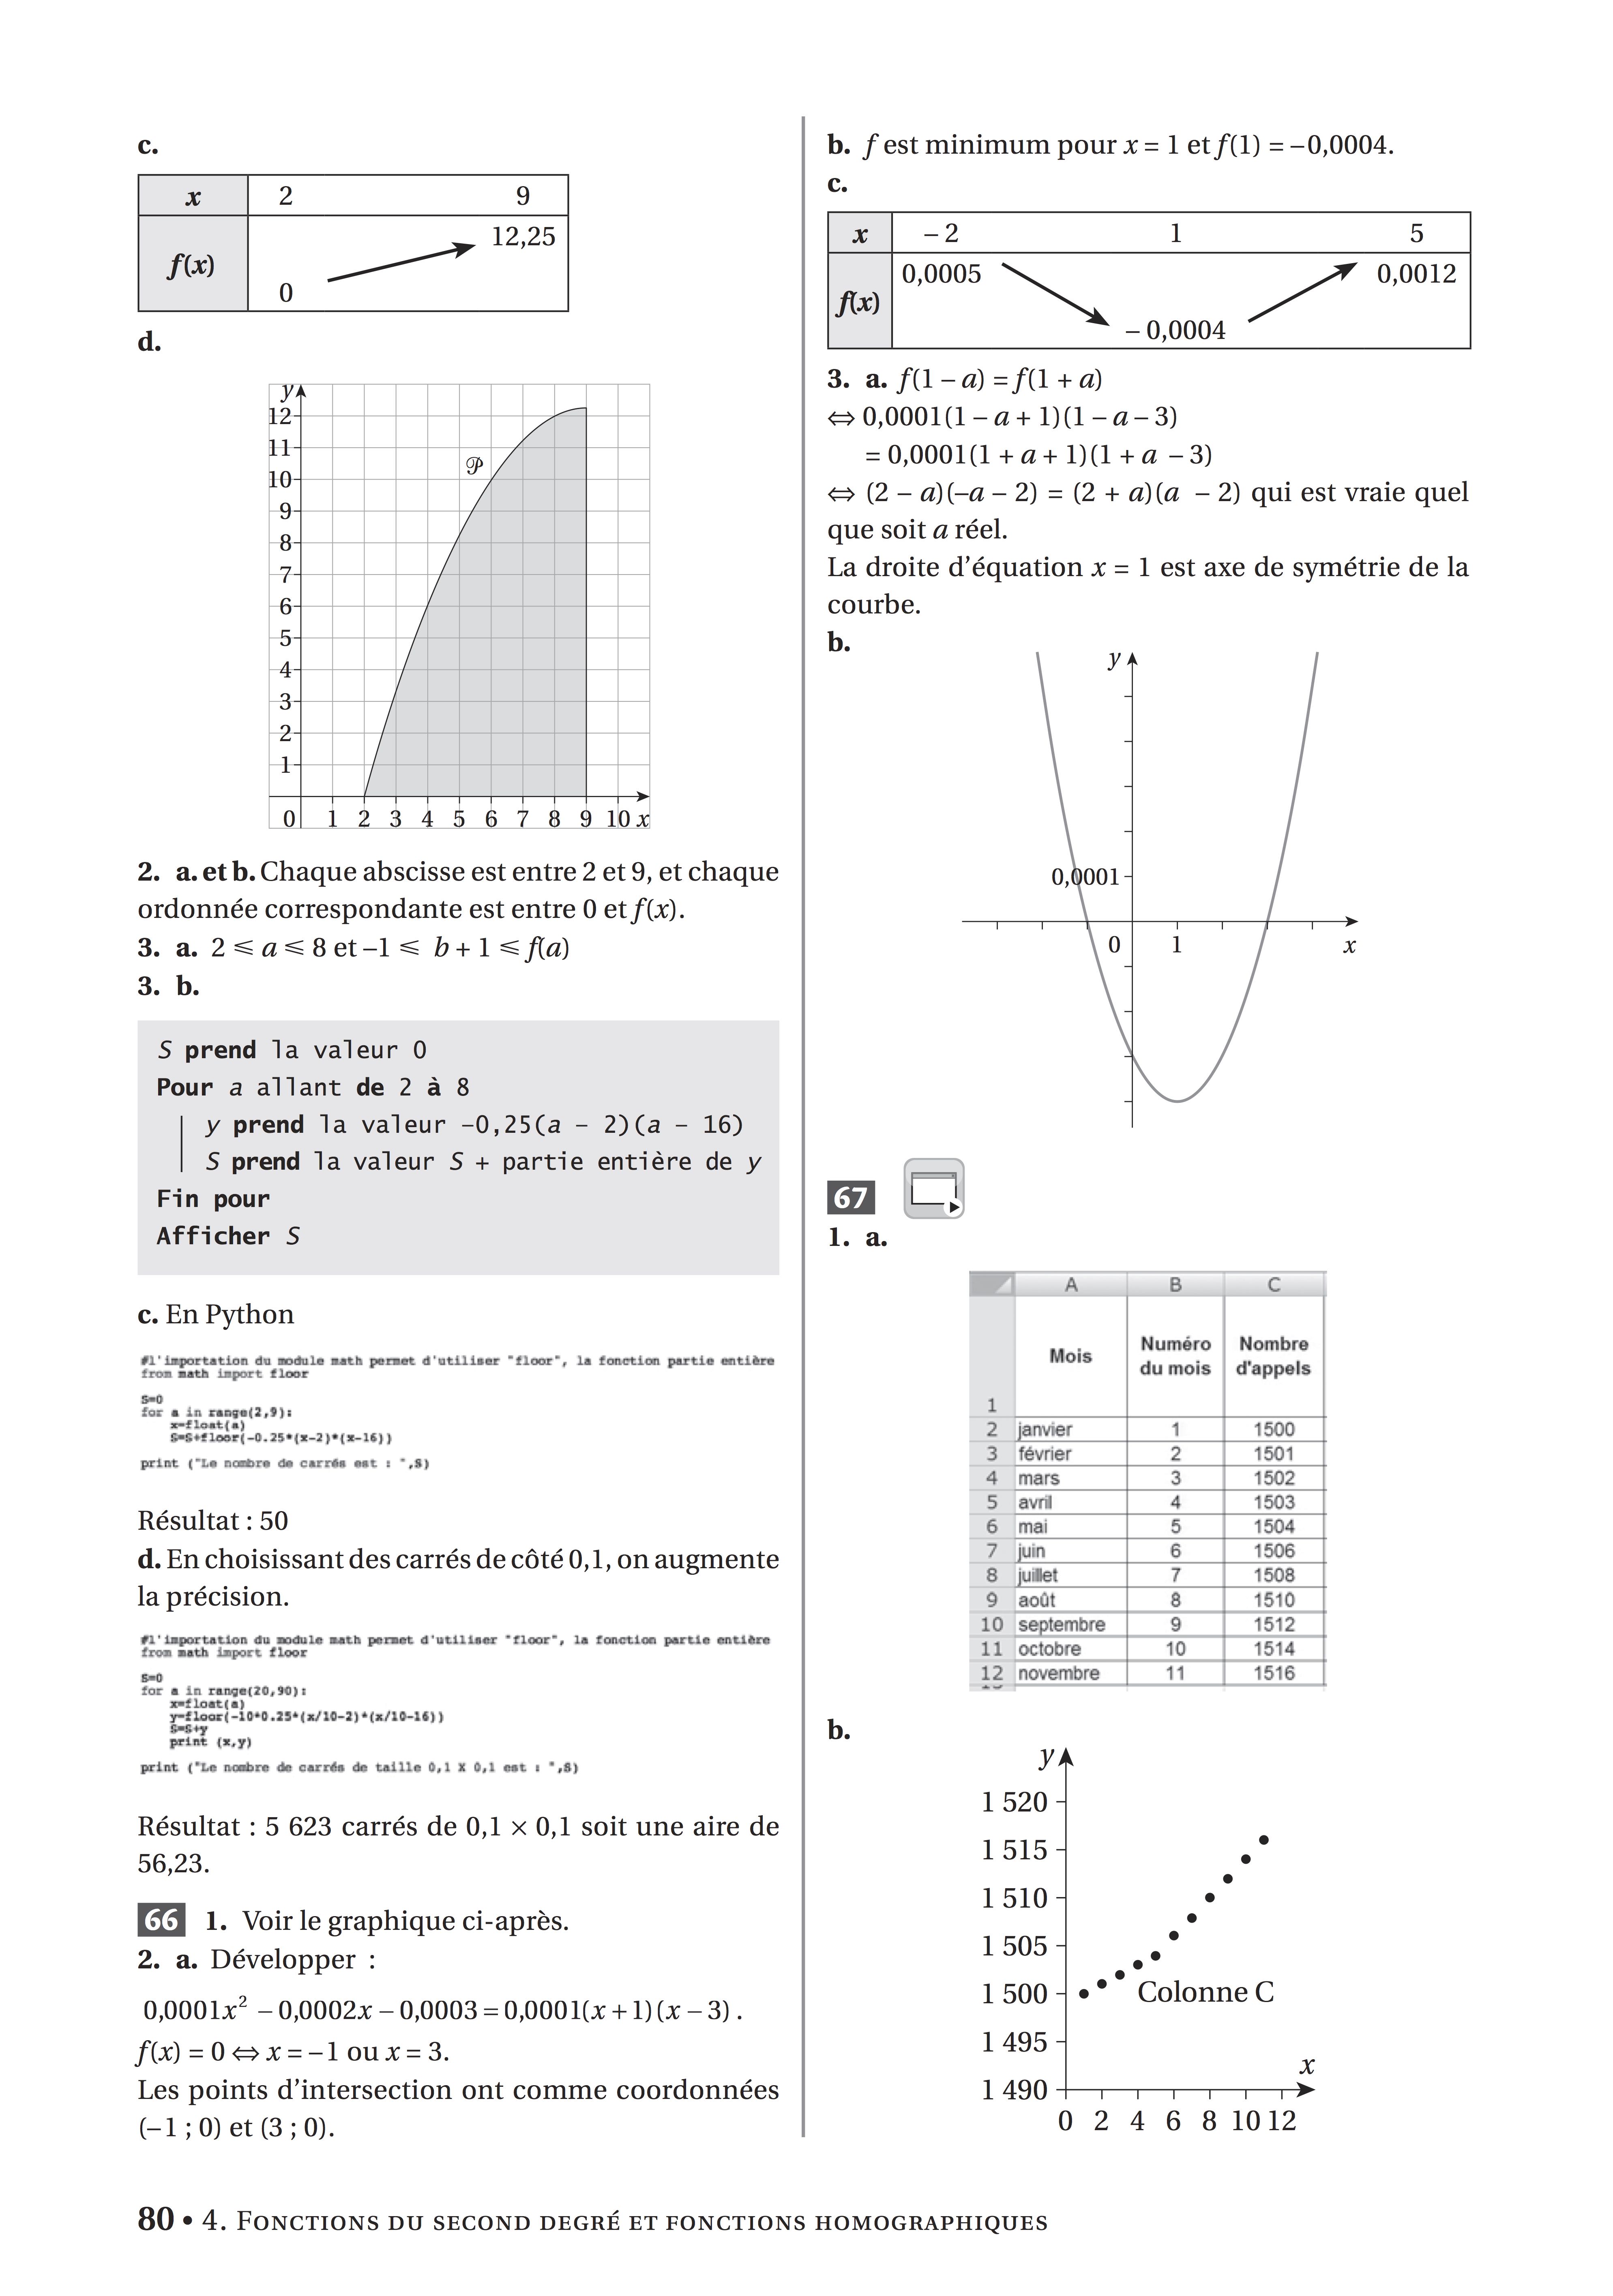 c.
x 2 9
f(x) 0 12,25
d.
y
12
11
10
9
8
7
6
5
4
3
2
1
𝒫
0 1 2 3 4 5 6 7 8 9 10 x
2. a. et b. Chaque abscisse est entre 2 et 9, et chaque
ordonnée correspondante est entre 0 et f(x).
3. a. 2 ⩽ a ⩽ 8 et –1 ⩽ b + 1 ⩽ f(a)
3. b.
S prend la valeur 0
Pour a allant de 2 à 8
y prend la valeur –0,25(a – 2)(a – 16)
S prend la valeur S + partie entière de y
Fin pour
Afficher S
c. En Python
#l'importation du module math permet d'utiliser "floor", la fonction partie entière
from math import floor
S=0
for a in range(2,9):
x=float(a)
S=S+floor(-0.25*(x-2)*(x-16))
print ("Le nombre de carrés est : ",S)
Résultat : 50
d. En choisissant des carrés de côté 0,1, on augmente
la précision.
#l'importation du module math permet d'utiliser "floor", la fonction partie entière
from math import floor
S=0
for a in range(20,90):
x=float(a)
y=floor(-10*0.25*(x/10-2)*(x/10-16))
S=S+y
print (x,y)
print ("Le nombre de carrés de taille 0,1 X 0,1 est : ",S)
Résultat : 5 623 carrés de 0,1 × 0,1 soit une aire de
56,23.
66 1. Voir le graphique ci-après.
2. a. Développer :
0,0001x² – 0,0002x – 0,0003 = 0,0001(x + 1)(x – 3) .
f(x) = 0 ⇔ x = – 1 ou x = 3.
Les points d'intersection ont comme coordonnées
(– 1 ; 0) et (3 ; 0).
b. f est minimum pour x = 1 et f(1) = – 0,0004.
c.
x – 2 1 5
f(x) 0,0005 – 0,0004 0,0012
3. a. f(1 – a) = f(1 + a)
⇔ 0,0001(1 – a + 1)(1 – a – 3)
= 0,0001(1 + a + 1)(1 + a – 3)
⇔ (2 – a)(–a – 2) = (2 + a)(a – 2) qui est vraie quel
que soit a réel.
La droite d'équation x = 1 est axe de symétrie de la
courbe.
b.
y
0,0001
0 1 x
67
1. a.
A B C
1 Mois Numéro du mois Nombre d'appels
2 janvier 1 1500
3 février 2 1501
4 mars 3 1502
5 avril 4 1503
6 mai 5 1504
7 juin 6 1506
8 juillet 7 1508
9 août 8 1510
10 septembre 9 1512
11 octobre 10 1514
12 novembre 11 1516
b.
y
1 520
1 515
1 510
1 505
1 500
Colonne C
1 495
1 490
x
0 2 4 6 8 10 12
80 • 4. Fonctions du second degré et fonctions homographiques